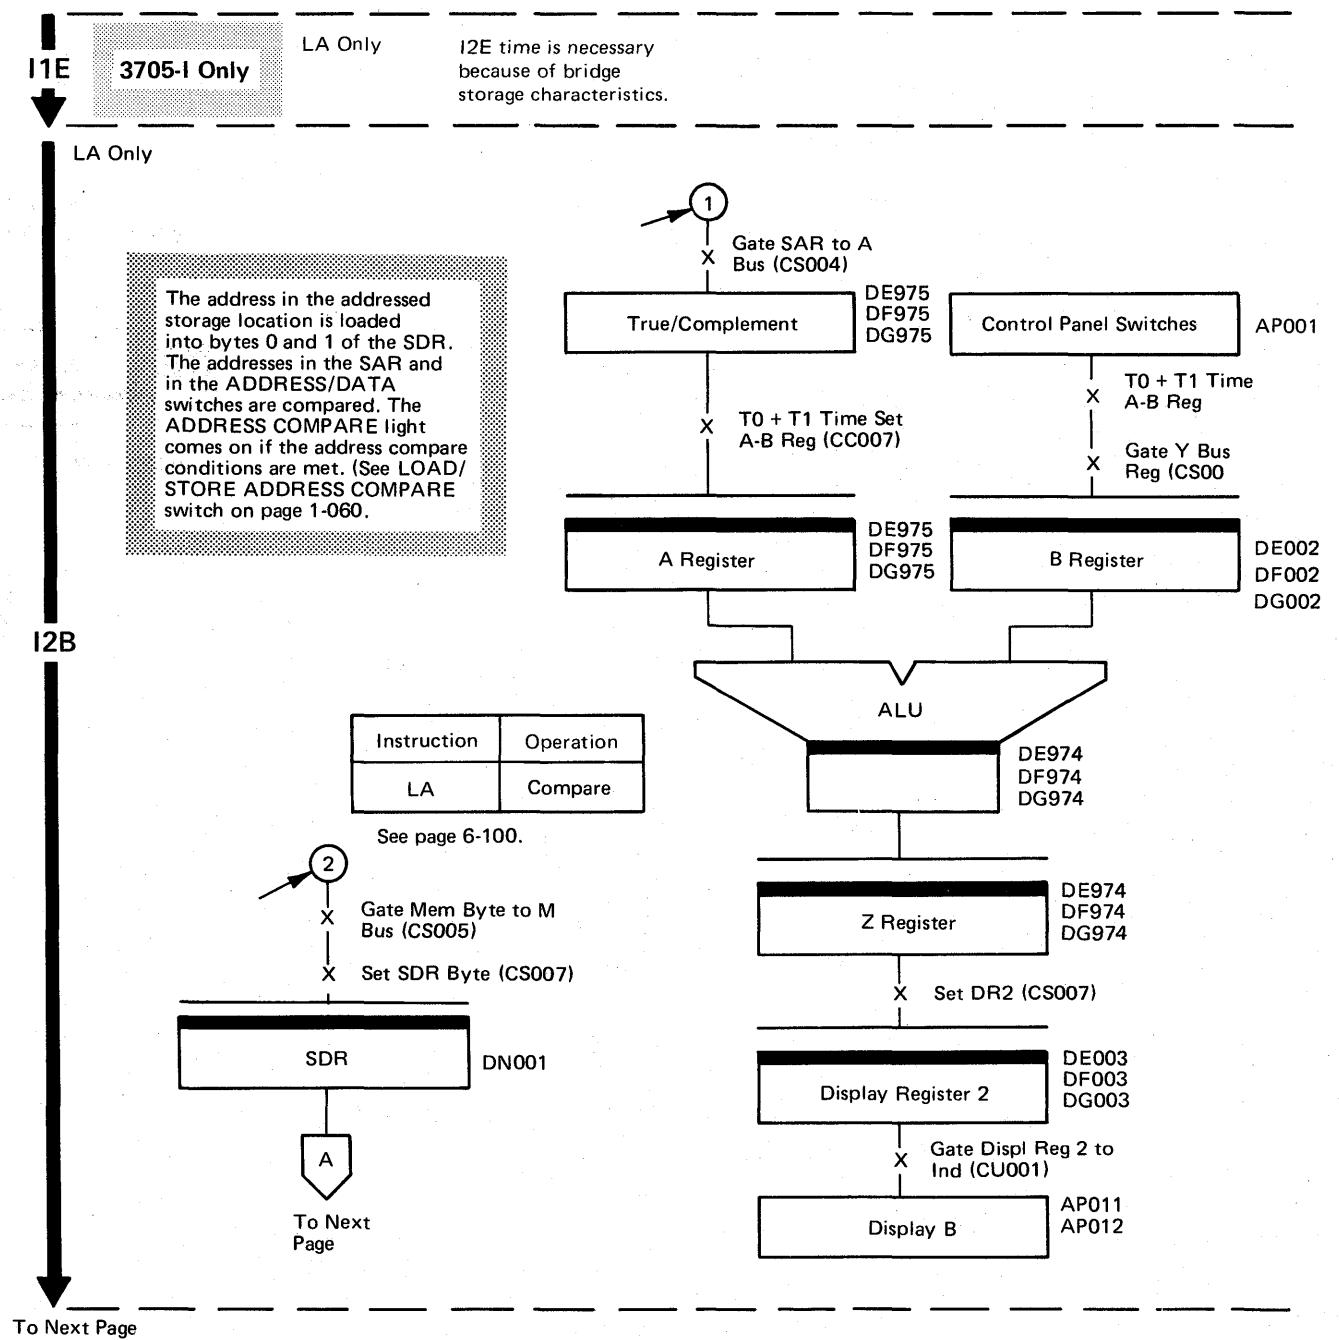 I1E
3705-I Only
LA Only
I2E time is necessary
because of bridge
storage characteristics.
LA Only
1
Gate SAR to A
Bus (CS004)
The address in the addressed
storage location is loaded
into bytes 0 and 1 of the SDR.
The addresses in the SAR and
in the ADDRESS/DATA
switches are compared. The
ADDRESS COMPARE light
comes on if the address compare
conditions are met. (See LOAD/
STORE ADDRESS COMPARE
switch on page 1-060.
True/Complement
DE975
DF975
DG975
Control Panel Switches
AP001
T0 + T1 Time Set
A-B Reg (CC007)
T0 + T1 Time
A-B Reg
Gate Y Bus
Reg (CS00
A Register
DE975
DF975
DG975
B Register
DE002
DF002
DG002
I2B
ALU
DE974
DF974
DG974
Instruction Operation
LA Compare
See page 6-100.
2
Gate Mem Byte to M
Bus (CS005)
Set SDR Byte (CS007)
SDR
DN001
A
To Next
Page
Z Register
DE974
DF974
DG974
Set DR2 (CS007)
Display Register 2
DE003
DF003
DG003
Gate Displ Reg 2 to
Ind (CU001)
Display B
AP011
AP012
To Next Page